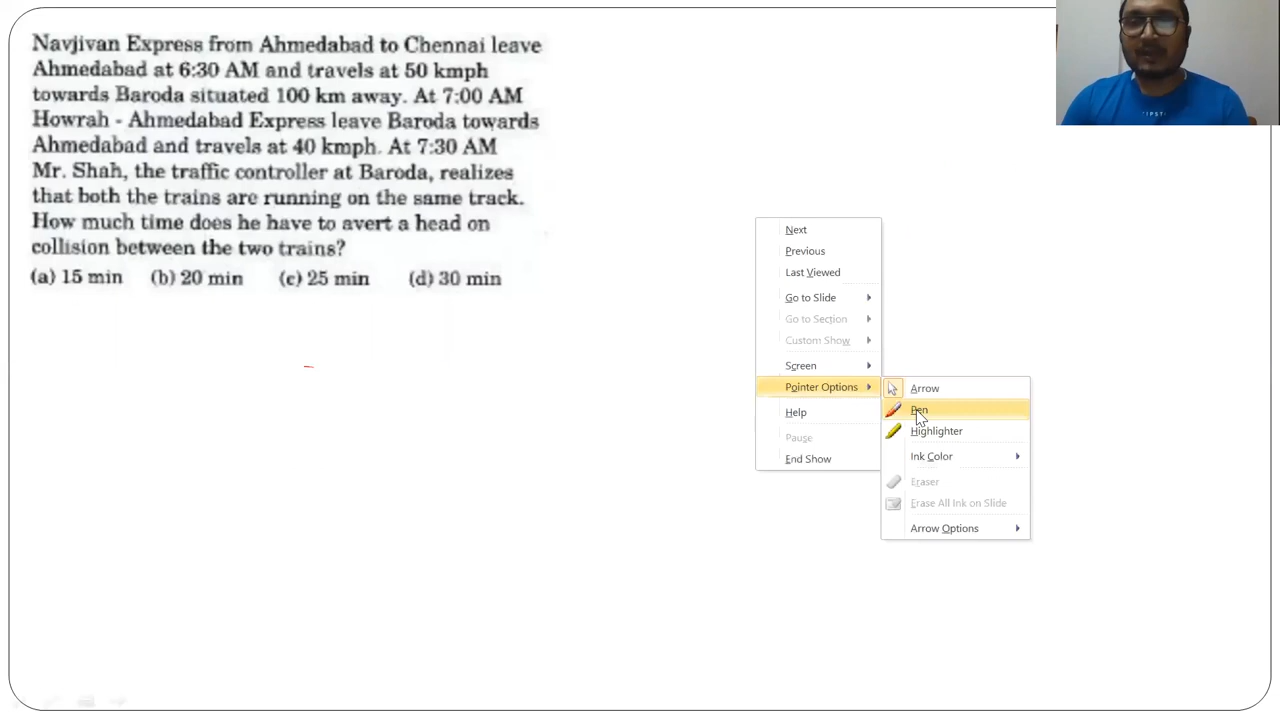 Navjivan Express from Ahmedabad to Chennai leave
Ahmedabad at 6:30 AM and travels at 50 kmph
towards Baroda situated 100 km away. At 7:00 AM
Howrah - Ahmedabad Express leave Baroda towards
Ahmedabad and travels at 40 kmph. At 7:30 AM
Mr. Shah, the traffic controller at Baroda, realizes
that both the trains are running on the same track.
How much time does he have to avert a head on
collision between the two trains?
(a) 15 min (b) 20 min (c) 25 min (d) 30 min
Next
Previous
Last Viewed
Go to Slide
Go to Section
Custom Show
Screen
Pointer Options
Help
Pause
End Show
Arrow
Pen
Highlighter
Ink Color
Eraser
Erase All Ink on Slide
Arrow Options